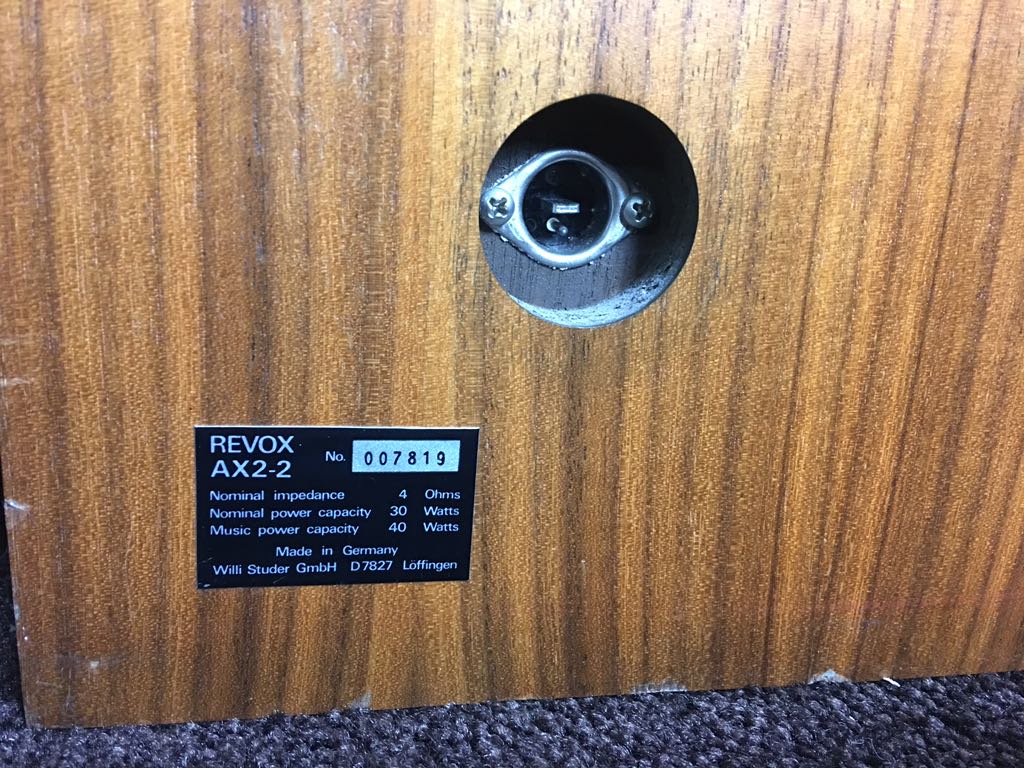 REVOX
AX2-2
No. 007819
Nominal impedance 4 Ohms
Nominal power capacity 30 Watts
Music power capacity 40 Watts
Made in Germany
Willi Studer GmbH D7827 Löffingen